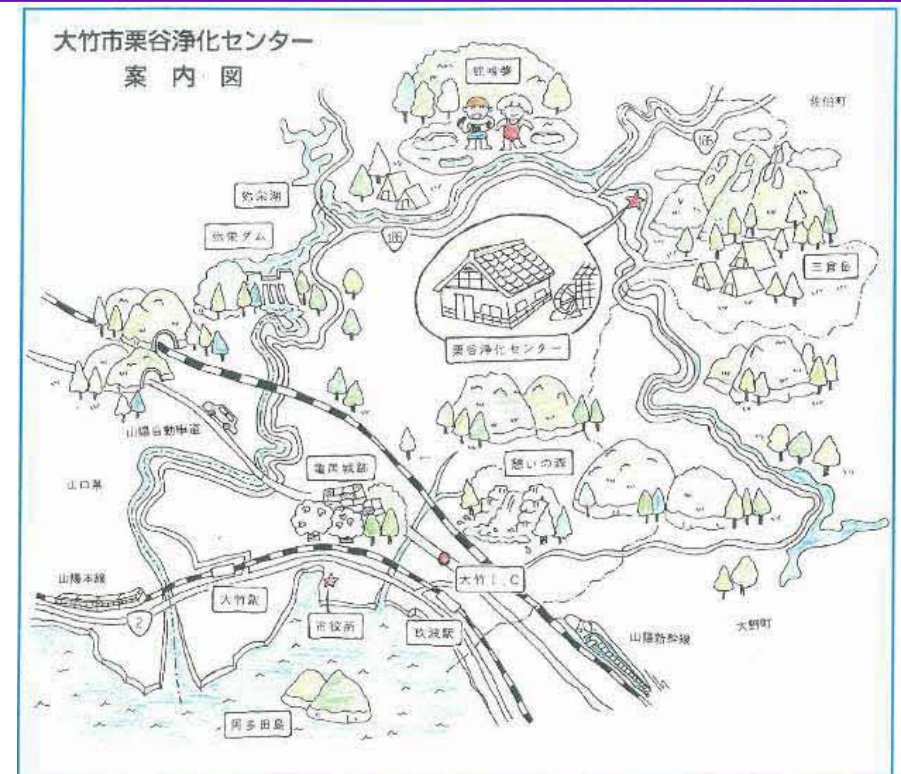 大竹市栗谷浄化センター
案内図
蛇喰磐
佐伯町
186
弥栄湖
弥栄ダム
186
三倉岳
栗谷浄化センター
山陽自動車道
亀居城跡
憩いの森
山口県
山陽本線
大竹駅
大竹I.C
2
市役所
玖波駅
山陽新幹線
大野町
阿多田島